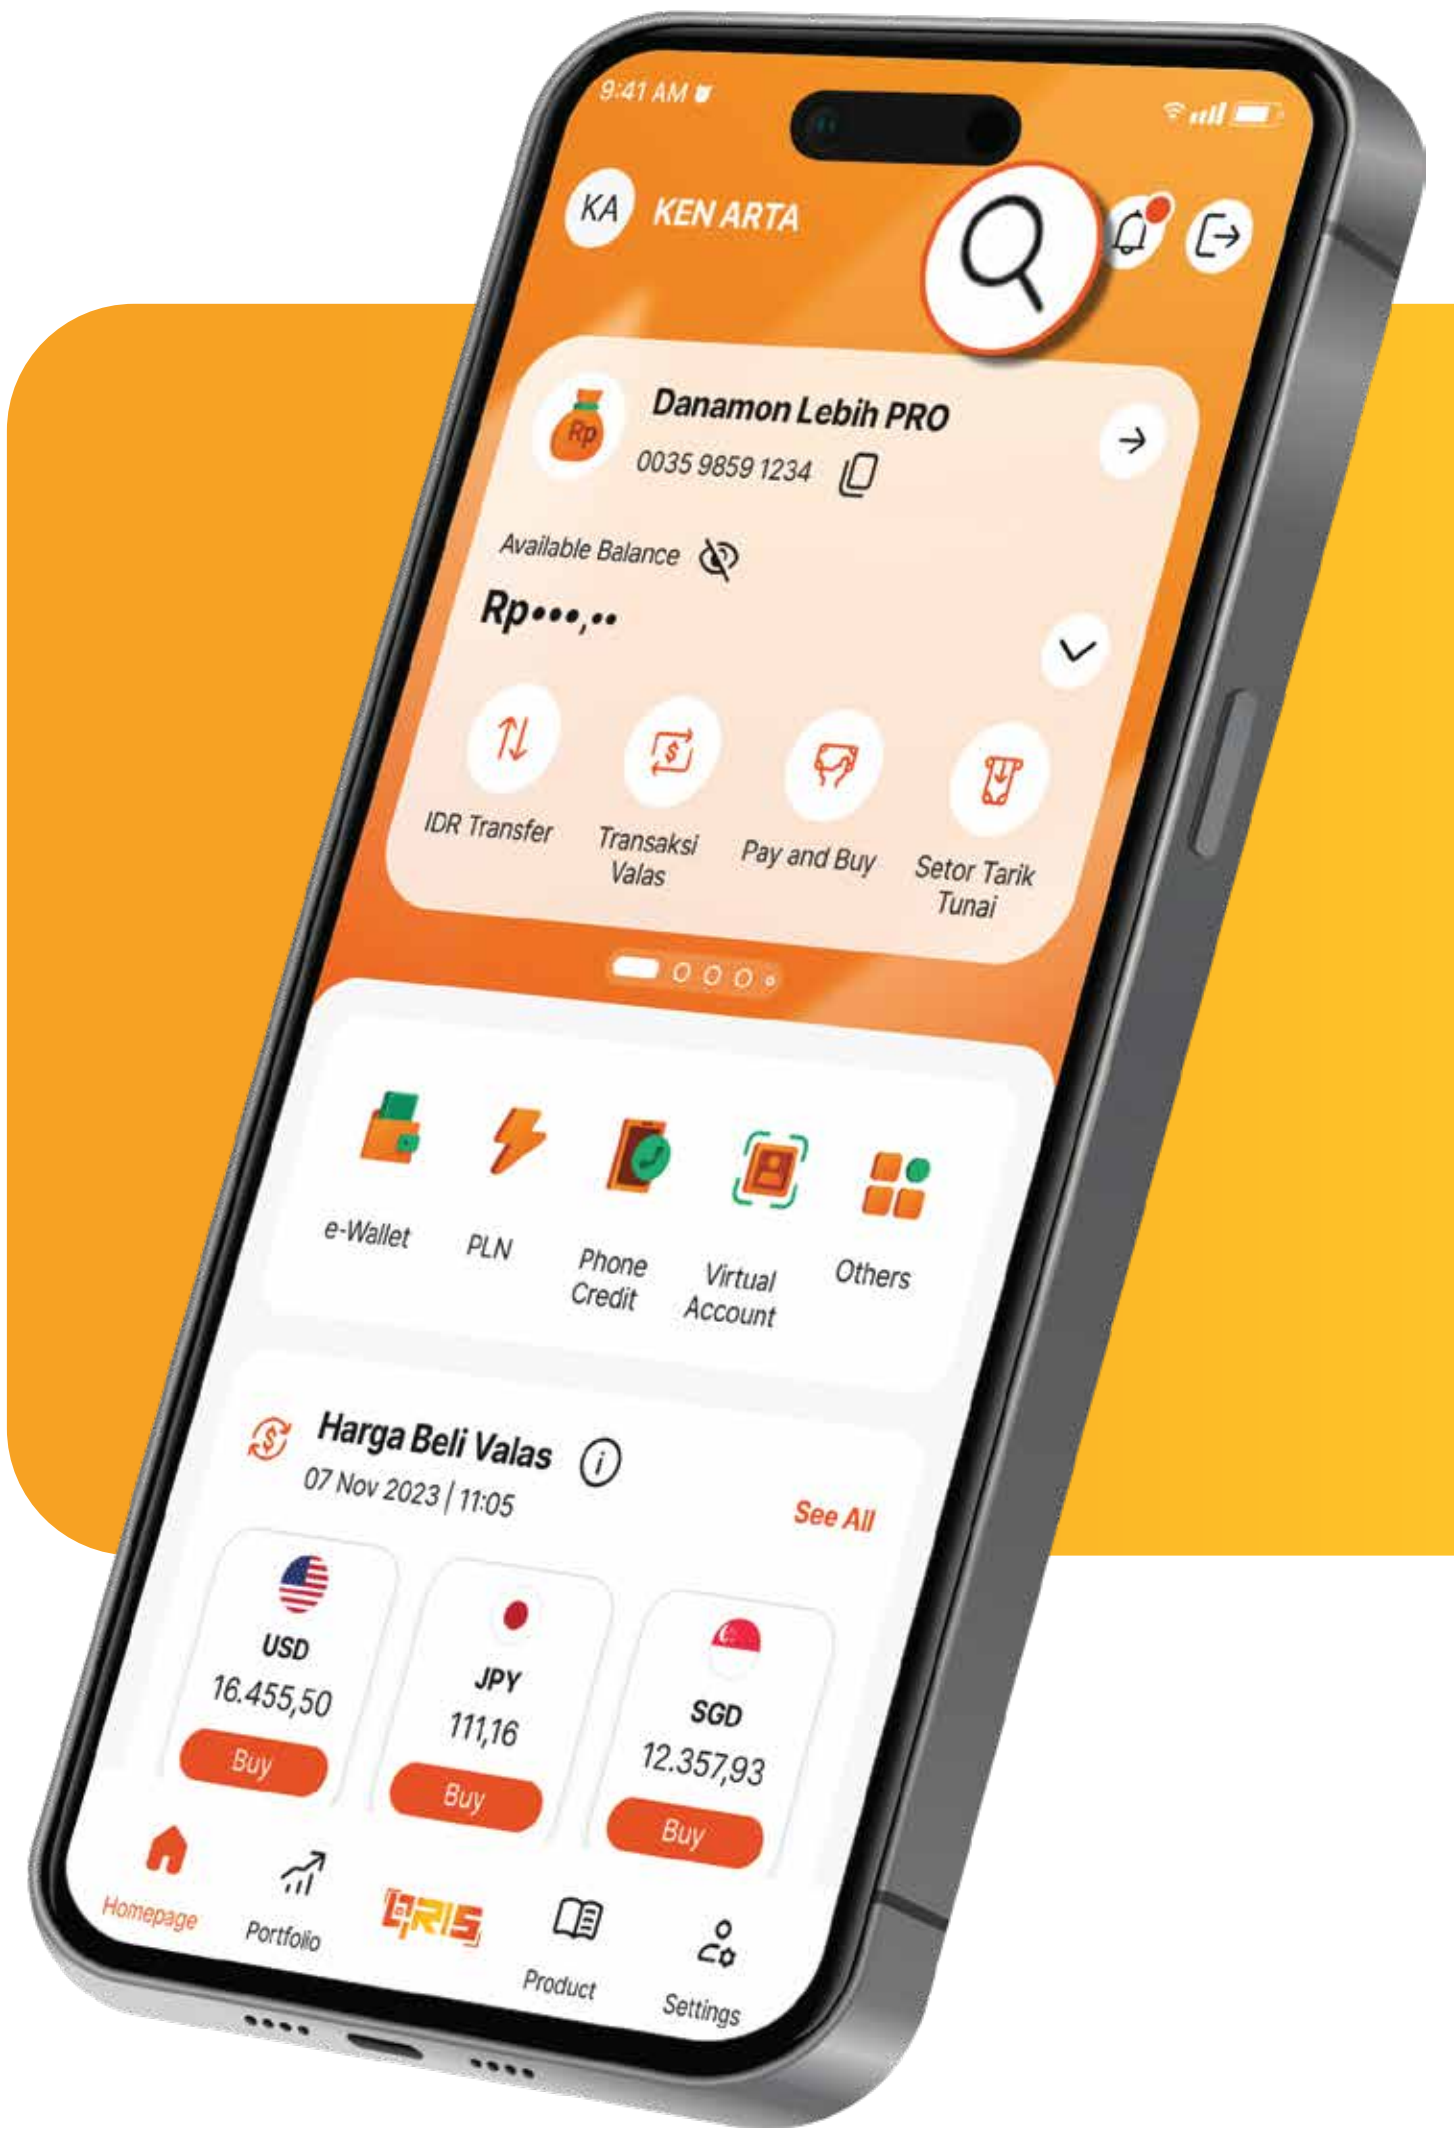 9:41 AM
KA
KEN ARTA
Rp
Danamon Lebih PRO
0035 9859 1234
Available Balance
Rp•••,••
IDR Transfer
Transaksi
Valas
Pay and Buy
Setor Tarik
Tunai
e-Wallet
PLN
Phone
Credit
Virtual
Account
Others
Harga Beli Valas
07 Nov 2023 | 11:05
See All
USD
16.455,50
Buy
JPY
111,16
Buy
SGD
12.357,93
Buy
Homepage
Portfolio
QRIS
Product
Settings